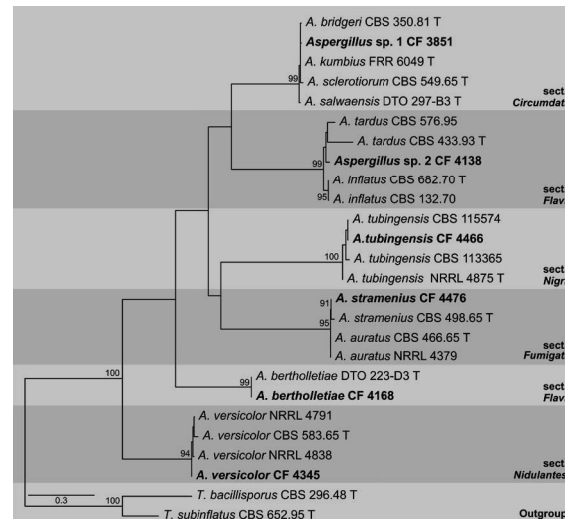 A. bridgeri CBS 350.81 T
Aspergillus sp. 1 CF 3851
A. kumbius FRR 6049 T
99
A. sclerotiorum CBS 549.65 T
A. salwaensis DTO 297-B3 T
sect
Circumdat
A. tardus CBS 576.95
A. tardus CBS 433.93 T
99
Aspergillus sp. 2 CF 4138
A. inflatus CBS 682.70 T
95
A. inflatus CBS 132.70
sect
Flav
A. tubingensis CBS 115574
A.tubingensis CF 4466
100
A. tubingensis CBS 113365
A. tubingensis NRRL 4875 T
sect
Nigr
91
A. stramenius CF 4476
A. stramenius CBS 498.65 T
95
A. auratus CBS 466.65 T
A. auratus NRRL 4379
sect
Fumigat
100
A. bertholletiae DTO 223-D3 T
99
A. bertholletiae CF 4168
sect
Flav
A. versicolor NRRL 4791
A. versicolor CBS 583.65 T
A. versicolor NRRL 4838
94
A. versicolor CF 4345
sect
Nidulantes
0.3
100
T. bacillisporus CBS 296.48 T
T. subinflatus CBS 652.95 T
Outgroup